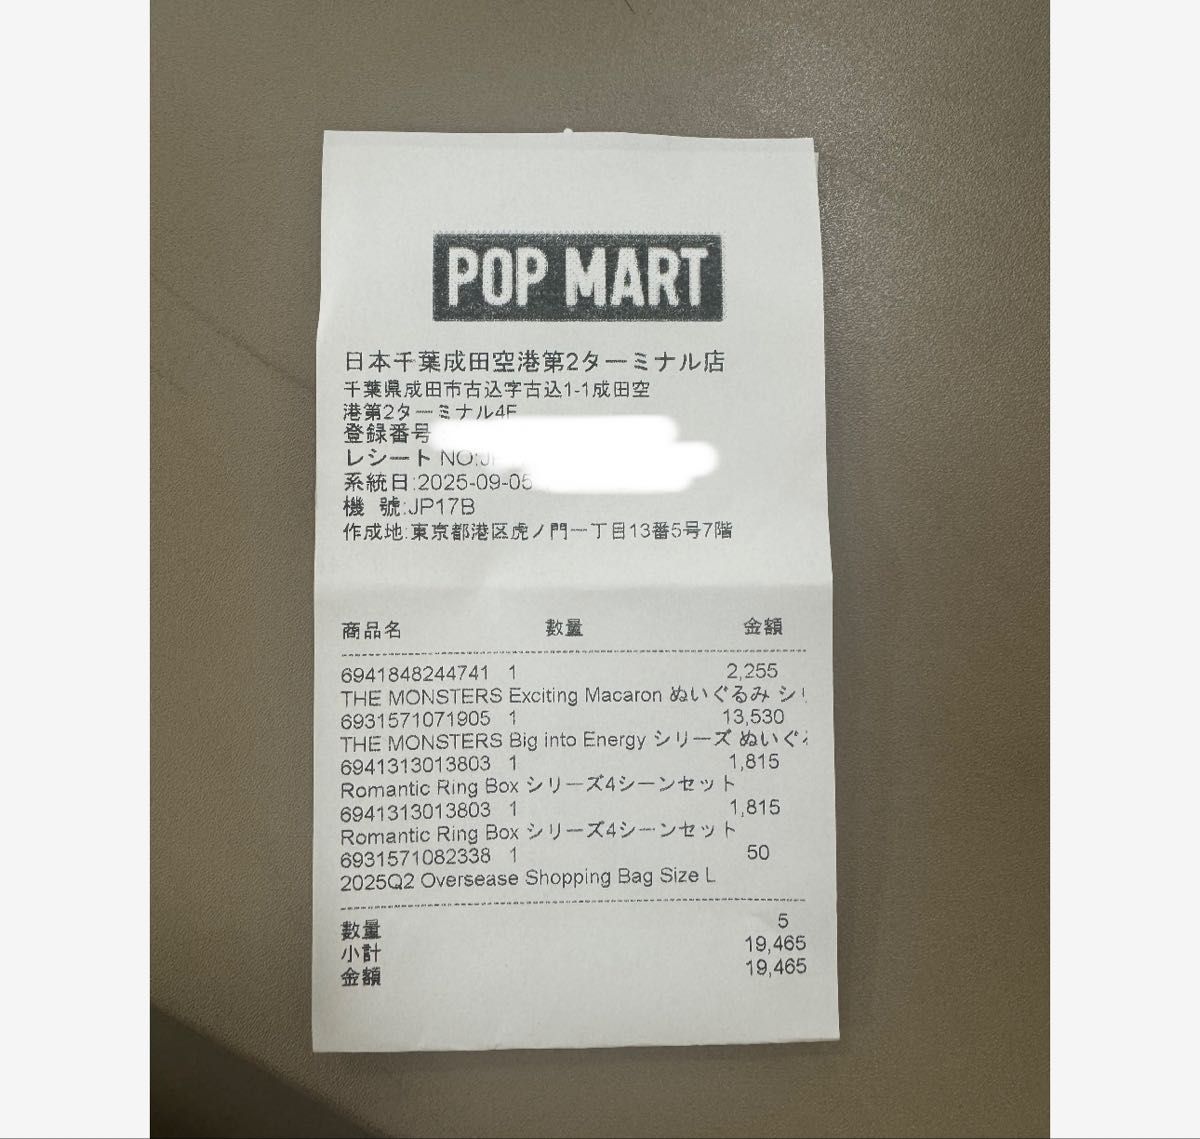 POP MART
日本千葉成田空港第2ターミナル店
千葉県成田市古込字古込1-1成田空
港第2ターミナル4F
登録番号
レシート NO:
系統日:2025-09-05
機 號:JP17B
作成地:東京都港区虎ノ門一丁目13番5号7階
商品名 數量 金額
6941848244741 1 2,255
THE MONSTERS Exciting Macaron ぬいぐるみ シリ
6931571071905 1 13,530
THE MONSTERS Big into Energy シリーズ ぬいぐる
6941313013803 1 1,815
Romantic Ring Box シリーズ4シーンセット
6941313013803 1 1,815
Romantic Ring Box シリーズ4シーンセット
6931571082338 1 50
2025Q2 Oversease Shopping Bag Size L
數量 5
小計 19,465
金額 19,465